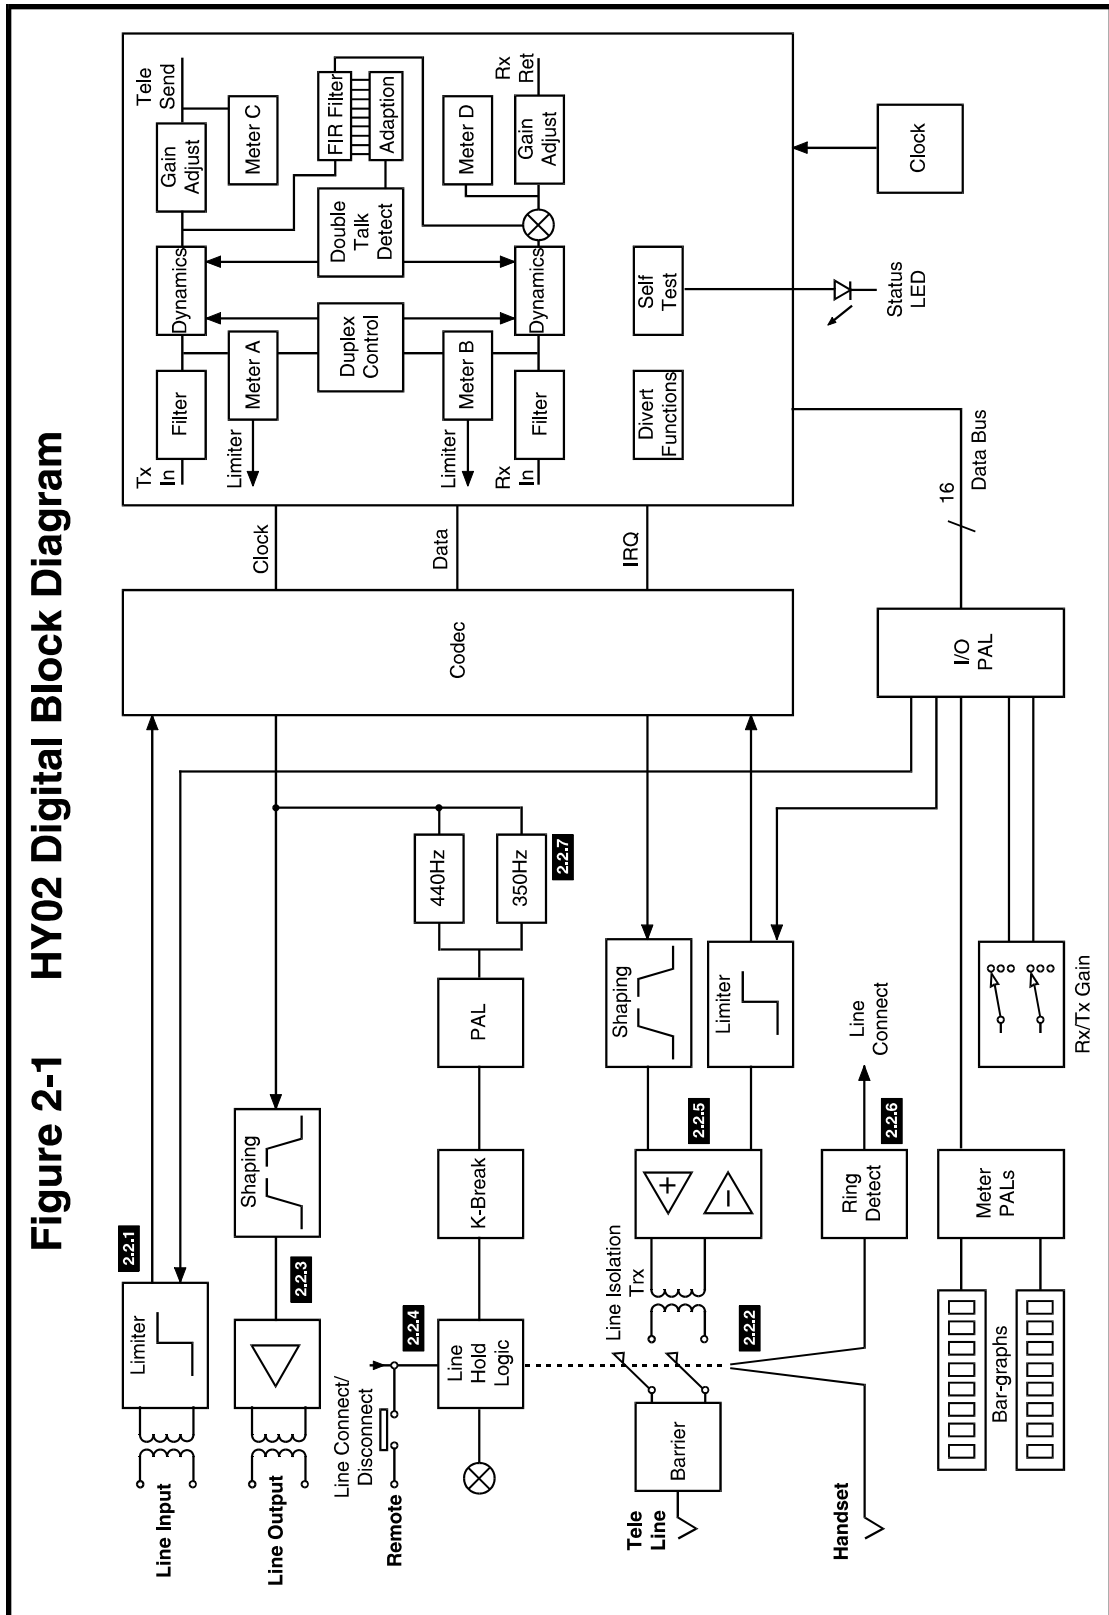 Figure 2-1 HY02 Digital Block Diagram
Line Input
Limiter
2.2.1
Line Output
2.2.3
Shaping
Line Connect/
Disconnect
Remote
2.2.4
Line
Hold
Logic
K-Break
PAL
440Hz
350Hz
2.2.7
Tele
Line
Barrier
Line Isolation
Trx
2.2.2
+
–
2.2.5
Shaping
Limiter
Handset
Ring
Detect
2.2.6
Line
Connect
Bar-graphs
Meter
PALs
Rx/Tx Gain
I/O
PAL
16
Data Bus
Codec
Clock
Data
IRQ
Tx
In
Filter
Limiter
Meter A
Dynamics
Gain
Adjust
Tele
Send
Meter C
Duplex
Control
Double
Talk
Detect
FIR Filter
Adaption
Limiter
Meter B
Meter D
Rx
In
Filter
Dynamics
Gain
Adjust
Rx
Ret
Divert
Functions
Self
Test
Status
LED
Clock